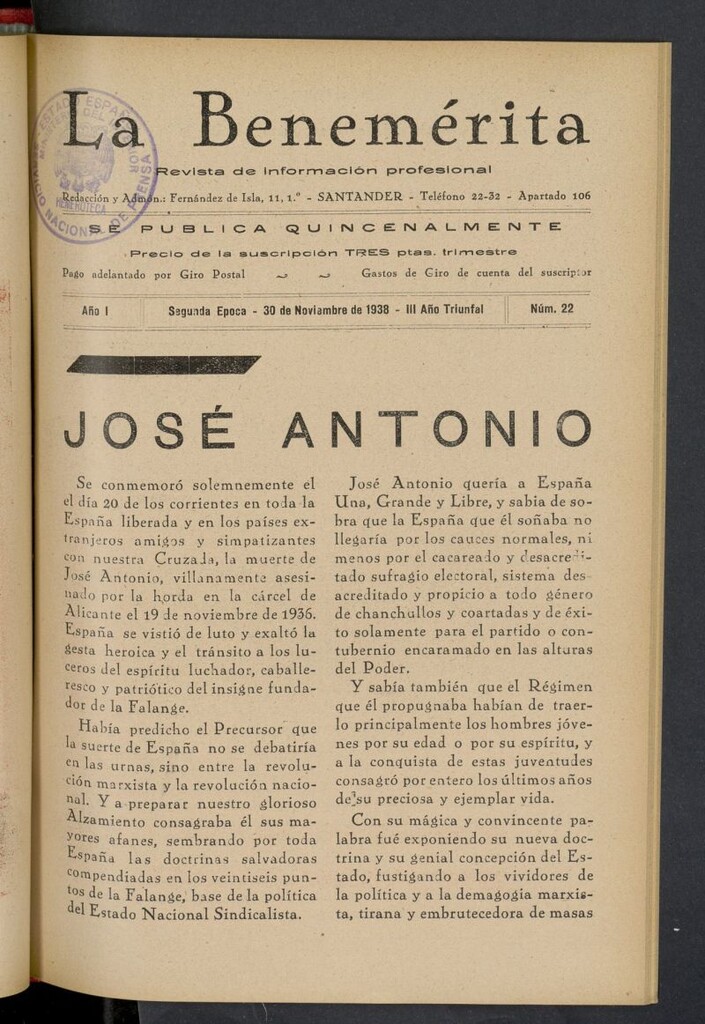 La Benemérita
Revista de información profesional
Redacción y Admón.: Fernández de Isla, 11, 1.º - SANTANDER - Teléfono 22-32 - Apartado 106
SE PUBLICA QUINCENALMENTE
Precio de la suscripción TRES ptas. trimestre
Pago adelantado por Giro Postal
Gastos de Giro de cuenta del suscriptor
Año I
Segunda Epoca - 30 de Noviambre de 1938 - III Año Triunfal
Núm. 22
JOSÉ ANTONIO
Se conmemoró solemnemente el
el día 20 de los corrientes en toda la
España liberada y en los países ex-
tranjeros amigos y simpatizantes
con nuestra Cruzada, la muerte de
José Antonio, villanamente asesi-
nado por la horda en la cárcel de
Alicante el 19 de noviembre de 1936.
España se vistió de luto y exaltó la
gesta heroica y el tránsito a los lu-
ceros del espíritu luchador, caballe-
resco y patriótico del insigne funda-
dor de la Falange.
Había predicho el Precursor que
la suerte de España no se debatiría
en las urnas, sino entre la revolu-
ción marxista y la revolución nacio-
nal. Y a preparar nuestro glorioso
Alzamiento consagraba él sus ma-
yores afanes, sembrando por toda
España las doctrinas salvadoras
compendiadas en los veintiseis pun-
tos de la Falange, base de la política
del Estado Nacional Sindicalista.
José Antonio quería a España
Una, Grande y Libre, y sabia de so-
bra que la España que él soñaba no
llegaría por los cauces normales, ni
menos por el cacareado y desacredi-
tado sufragio electoral, sistema des-
acreditado y propicio a todo género
de chanchullos y coartadas y de éxi-
to solamente para el partido o con-
tubernio encaramado en las alturas
del Poder.
Y sabía también que el Régimen
que él propugnaba habían de traer-
lo principalmente los hombres jóve-
nes por su edad o por su espíritu, y
a la conquista de estas juventudes
consagró por entero los últimos años
de su preciosa y ejemplar vida.
Con su mágica y convincente pa-
labra fué exponiendo su nueva doc-
trina y su genial concepción del Es-
tado, fustigando a los vividores de
la política y a la demagogia marxis-
ta, tirana y embrutecedora de masas
ESTADO ESPAÑOL
HEMEROTECA
SERVICIO NACIONAL DE PRENSA